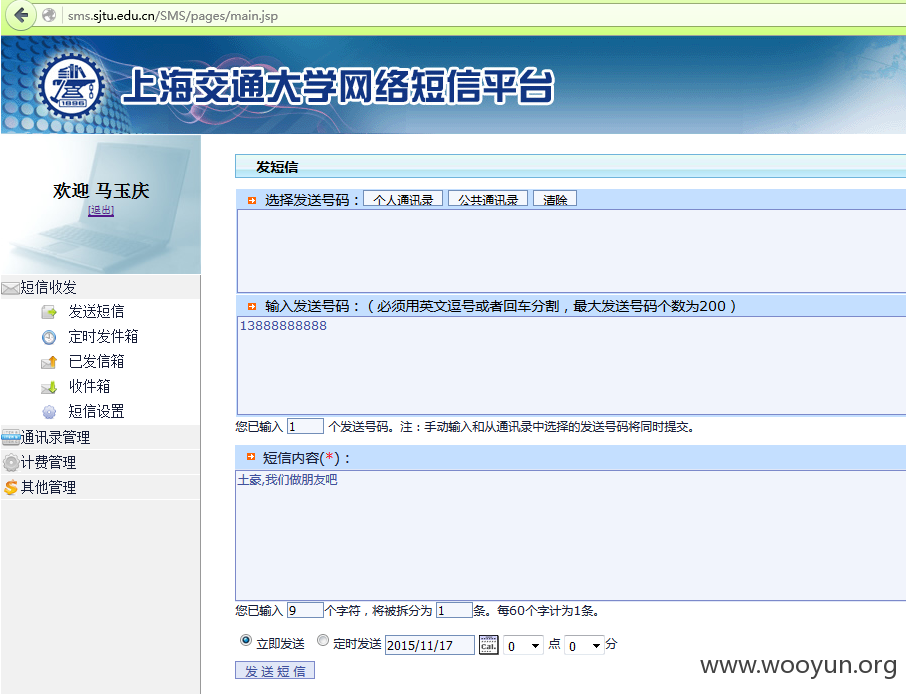 sms.sjtu.edu.cn/SMS/pages/main.jsp
1896
上海交通大学网络短信平台
欢迎 马玉庆
[退出]
短信收发
发送短信
定时发件箱
已发信箱
收件箱
短信设置
通讯录管理
计费管理
其他管理
发短信
选择发送号码： 个人通讯录 公共通讯录 清除
输入发送号码：（必须用英文逗号或者回车分割，最大发送号码个数为200）
13888888888
您已输入 1 个发送号码。注：手动输入和从通讯录中选择的发送号码将同时提交。
短信内容(*)：
土豪,我们做朋友吧
您已输入 9 个字符，将被拆分为 1 条。每60个字计为1条。
立即发送 定时发送 2015/11/17 Cal. 0 点 0 分
发送短信
www.wooyun.org